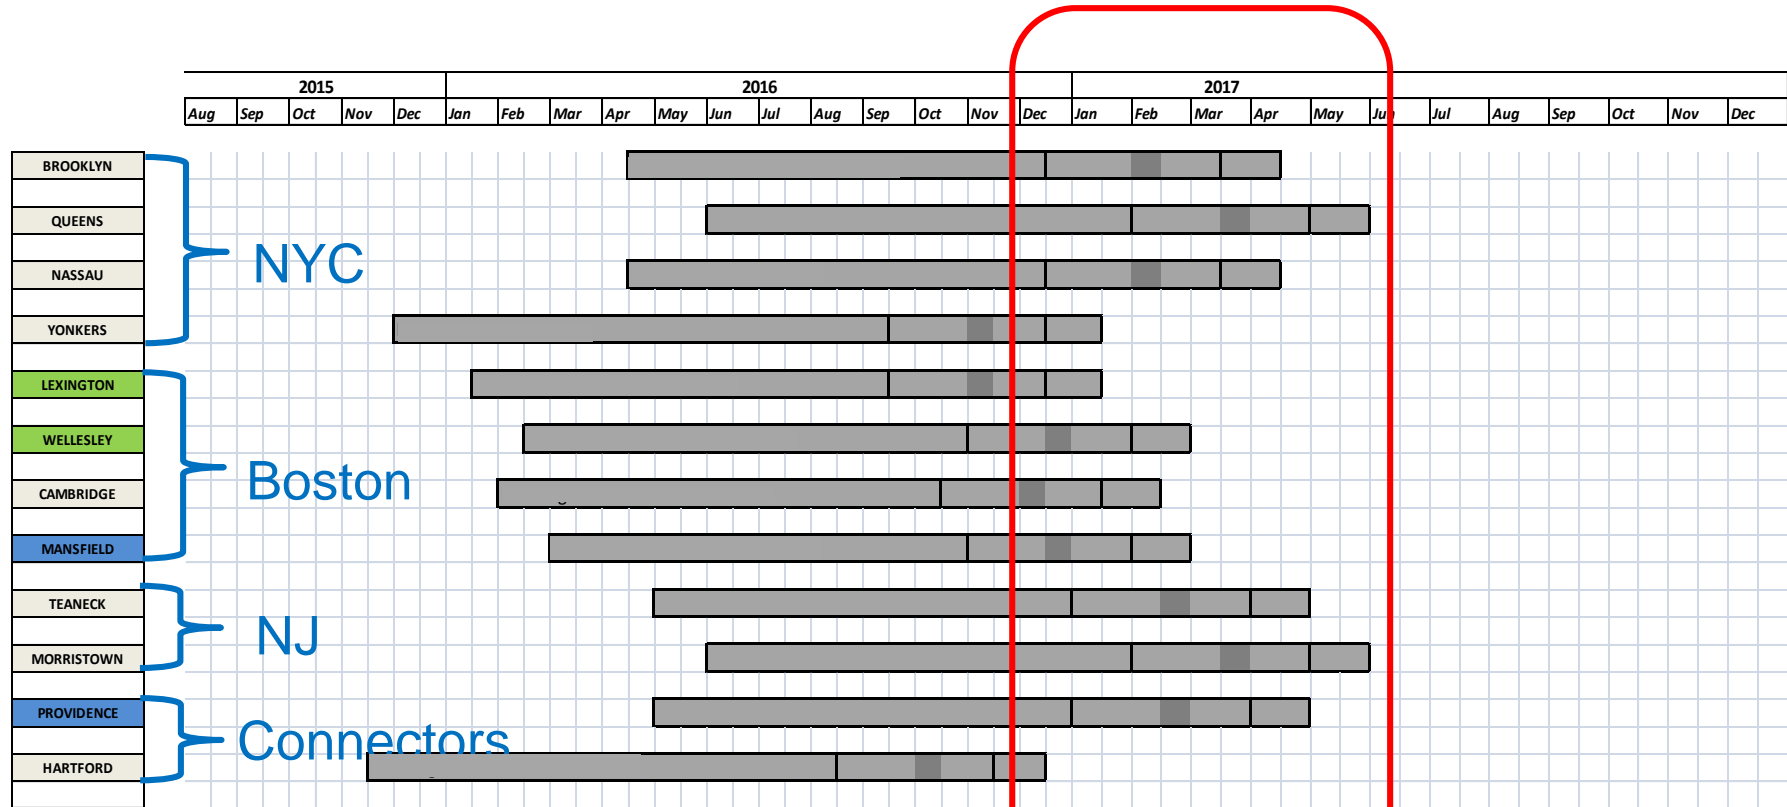 2015 2016 2017
Aug Sep Oct Nov Dec Jan Feb Mar Apr May Jun Jul Aug Sep Oct Nov Dec Jan Feb Mar Apr May Jun Jul Aug Sep Oct Nov Dec
BROOKLYN
QUEENS
NYC
NASSAU
YONKERS
LEXINGTON
WELLESLEY
Boston
CAMBRIDGE
MANSFIELD
TEANECK
NJ
MORRISTOWN
PROVIDENCE
Connectors
HARTFORD